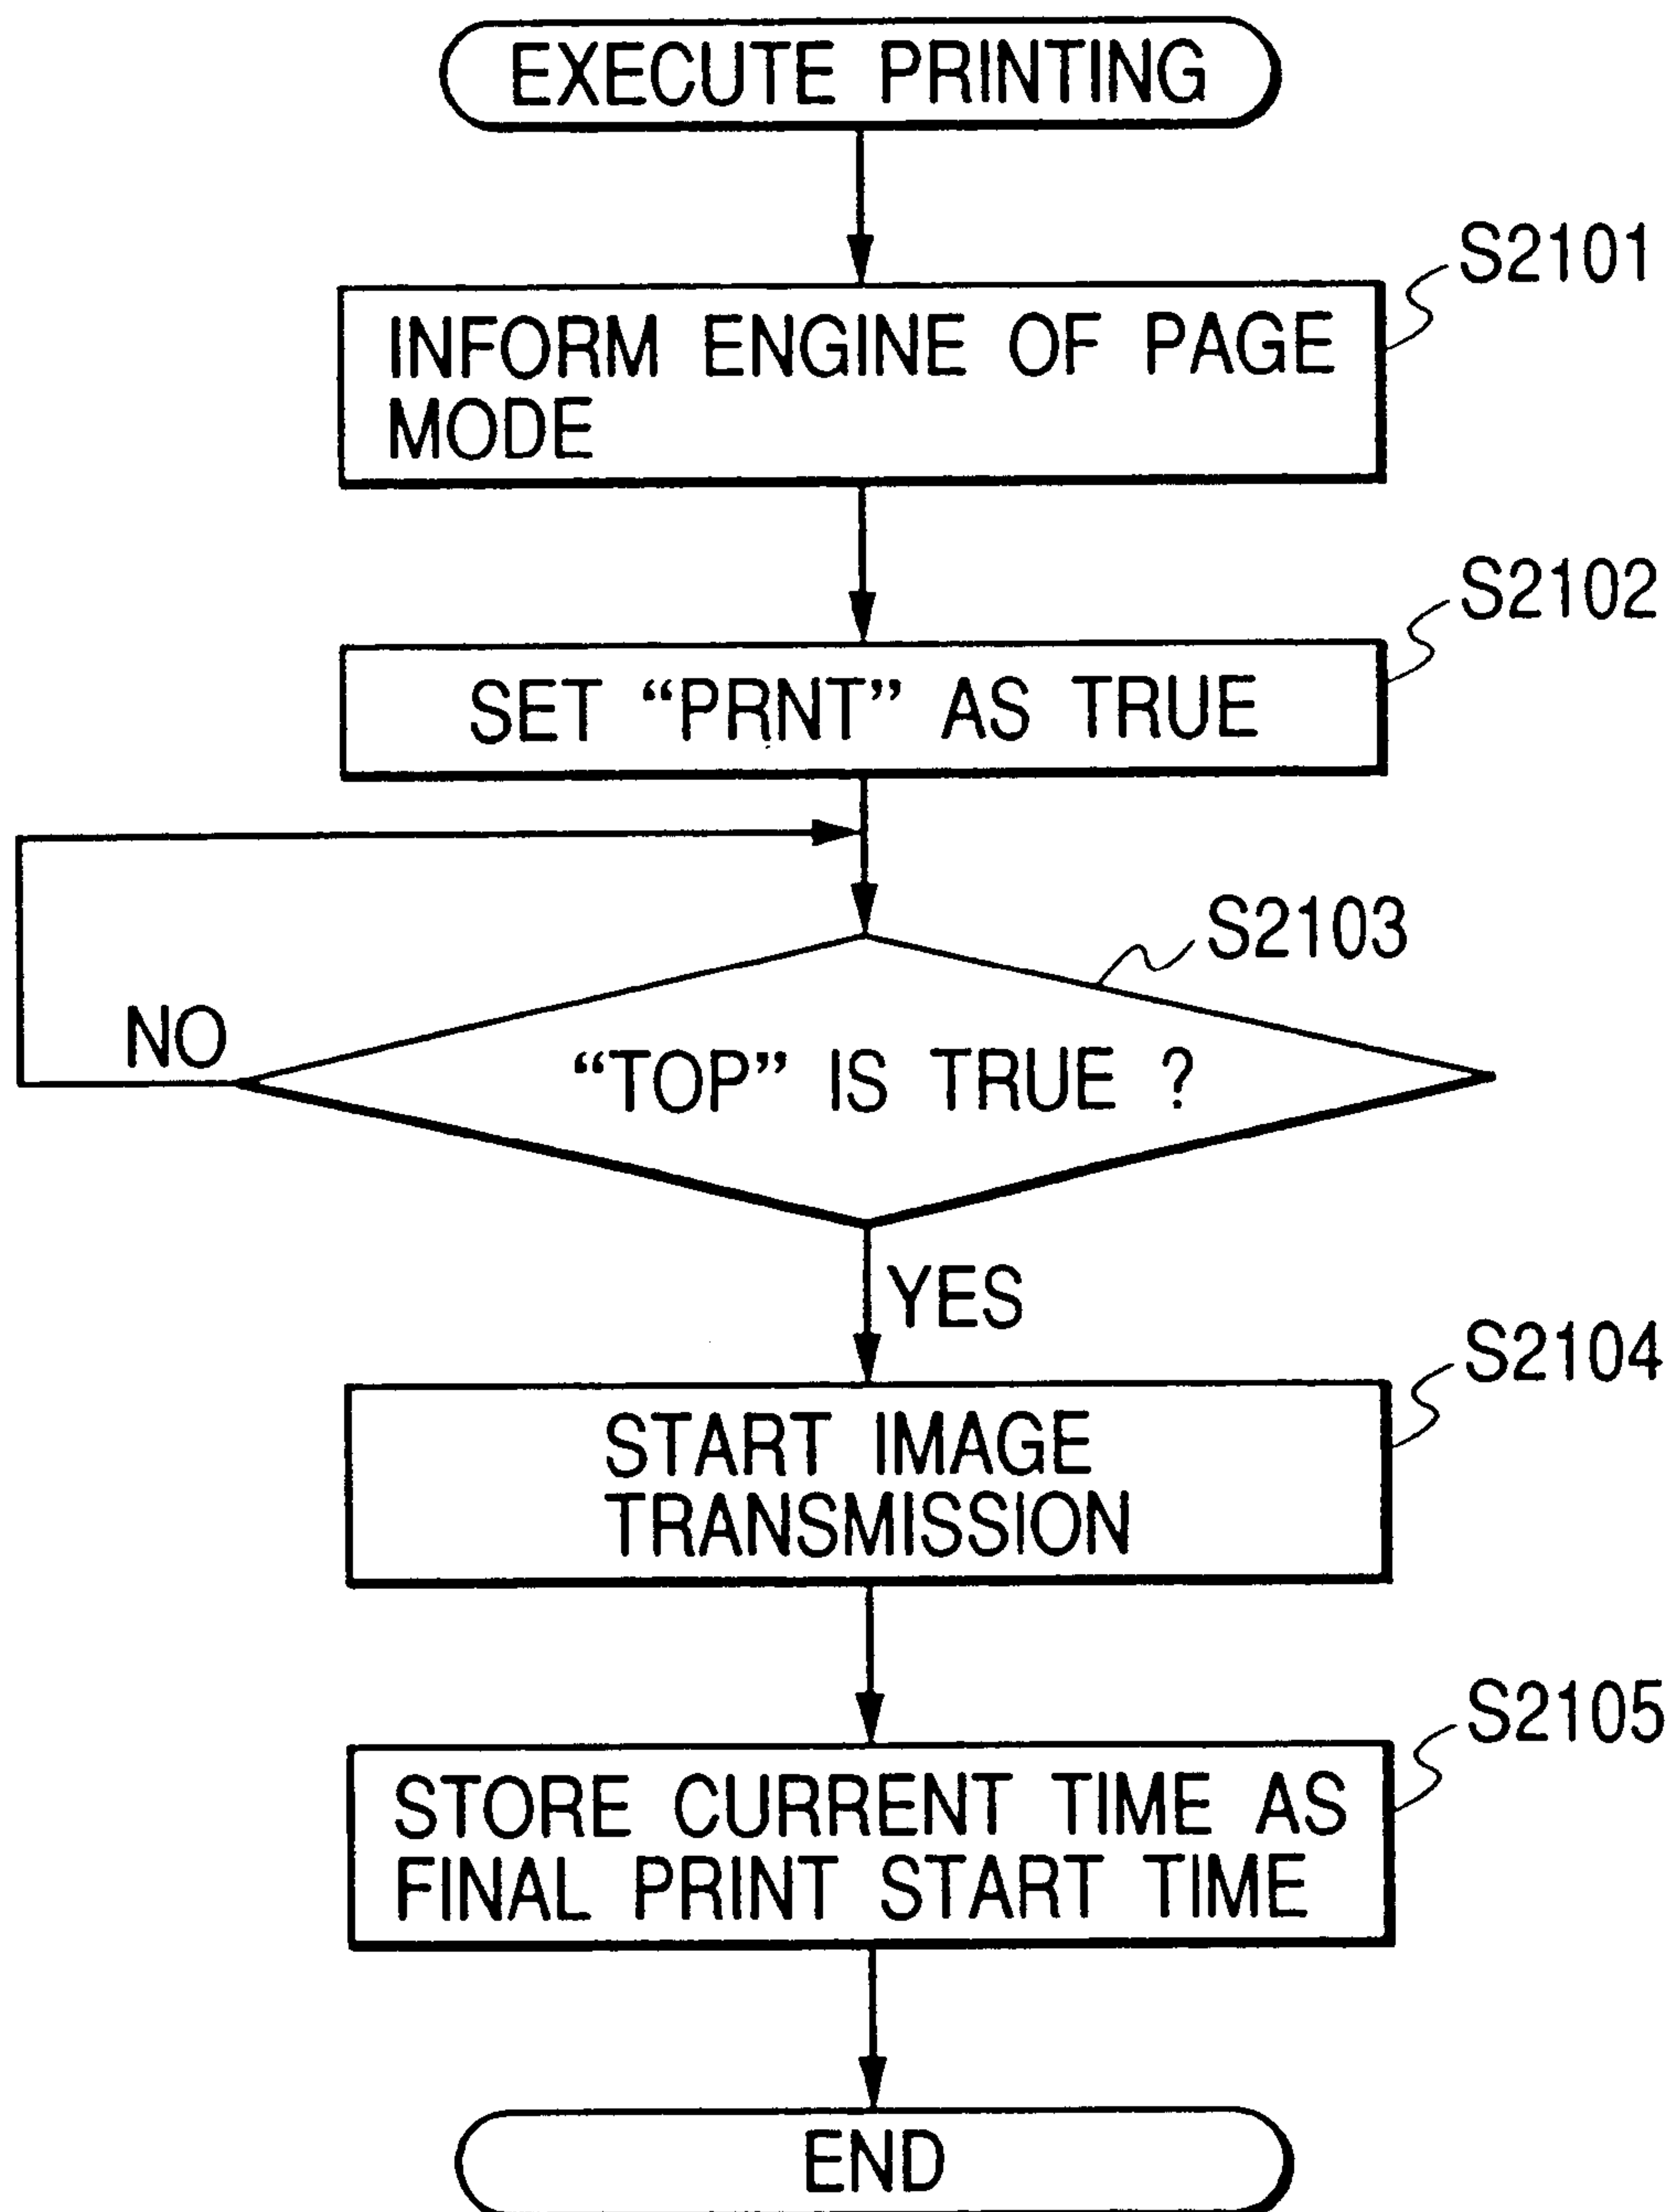 EXECUTE PRINTING
S2101
INFORM ENGINE OF PAGE
MODE
S2102
SET “PRNT” AS TRUE
S2103
NO
“TOP” IS TRUE ?
YES
S2104
START IMAGE
TRANSMISSION
S2105
STORE CURRENT TIME AS
FINAL PRINT START TIME
END